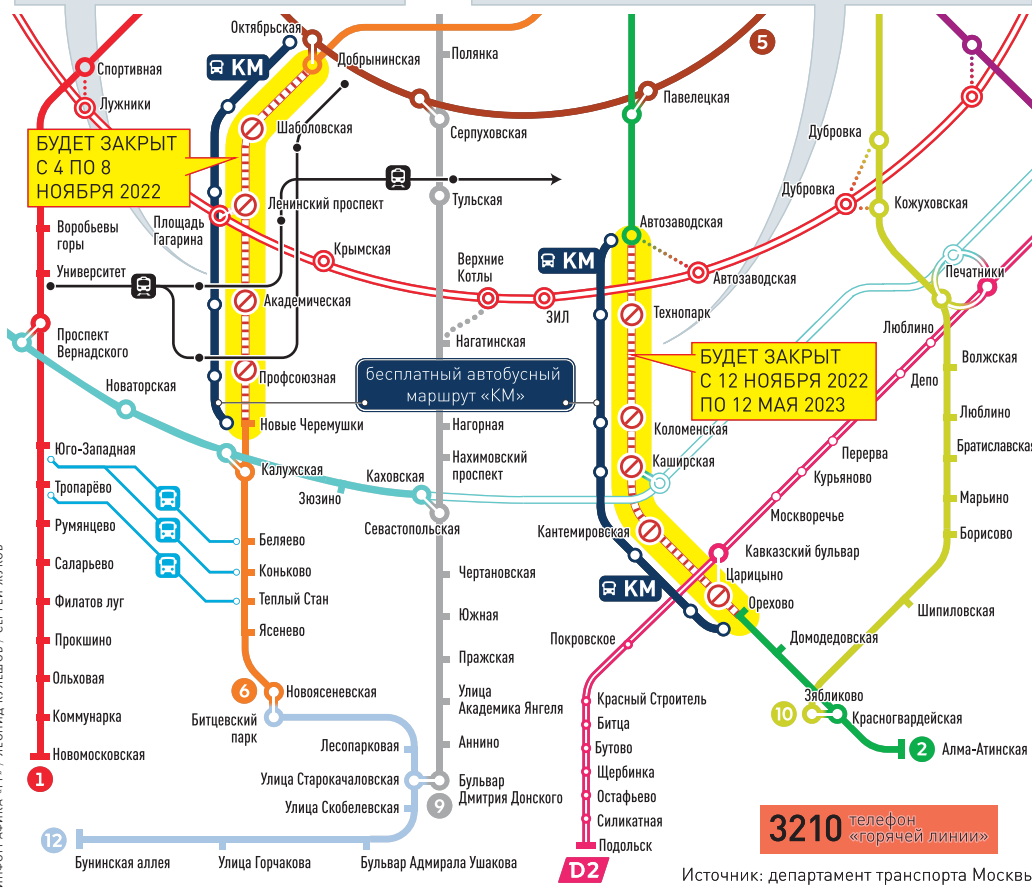 Октябрьская
Добрынинская
КМ
Полянка
5
Спортивная
Лужники
Павелецкая
Серпуховская
Шаболовская
Дубровка
БУДЕТ ЗАКРЫТ
С 4 ПО 8
НОЯБРЯ 2022
Дубровка
Ленинский проспект
Тульская
Кожуховская
Площадь
Гагарина
Воробьевы
горы
Автозаводская
Крымская
КМ
Верхние
Котлы
Университет
Автозаводская
Печатники
Академическая
ЗИЛ
Технопарк
Проспект
Вернадского
Нагатинская
Люблино
БУДЕТ ЗАКРЫТ
С 12 НОЯБРЯ 2022
ПО 12 МАЯ 2023
Волжская
бесплатный автобусный
маршрут «КМ»
Новаторская
Профсоюзная
Депо
Новые Черемушки
Нагорная
Коломенская
Люблино
Юго-Западная
Перерва
Братиславская
Калужская
Нахимовский
проспект
Каширская
Каховская
Курьяново
Тропарёво
Зюзино
Марьино
Румянцево
Севастопольская
Москворечье
Кантемировская
Борисово
Беляево
Кавказский бульвар
Саларьево
Коньково
Чертановская
Царицыно
КМ
Филатов луг
Теплый Стан
Орехово
Шипиловская
Южная
Ясенево
Прокшино
Покровское
Домодедовская
Пражская
Ольховая
6
Новоясеневская
Улица
Академика Янгеля
Красный Строитель
Зябликово
10
Красногвардейская
Коммунарка
Битцевский
парк
Битца
Лесопарковая
Аннино
Бутово
2
Алма-Атинская
Новомосковская
1
Щербинка
Улица Старокачаловская
Бульвар
Дмитрия Донского
9
Остафьево
Улица Скобелевская
Силикатная
3210
телефон
«горячей линии»
12
Подольск
Бунинская аллея
Улица Горчакова
Бульвар Адмирала Ушакова
D2
Источник: департамент транспорта Москвы